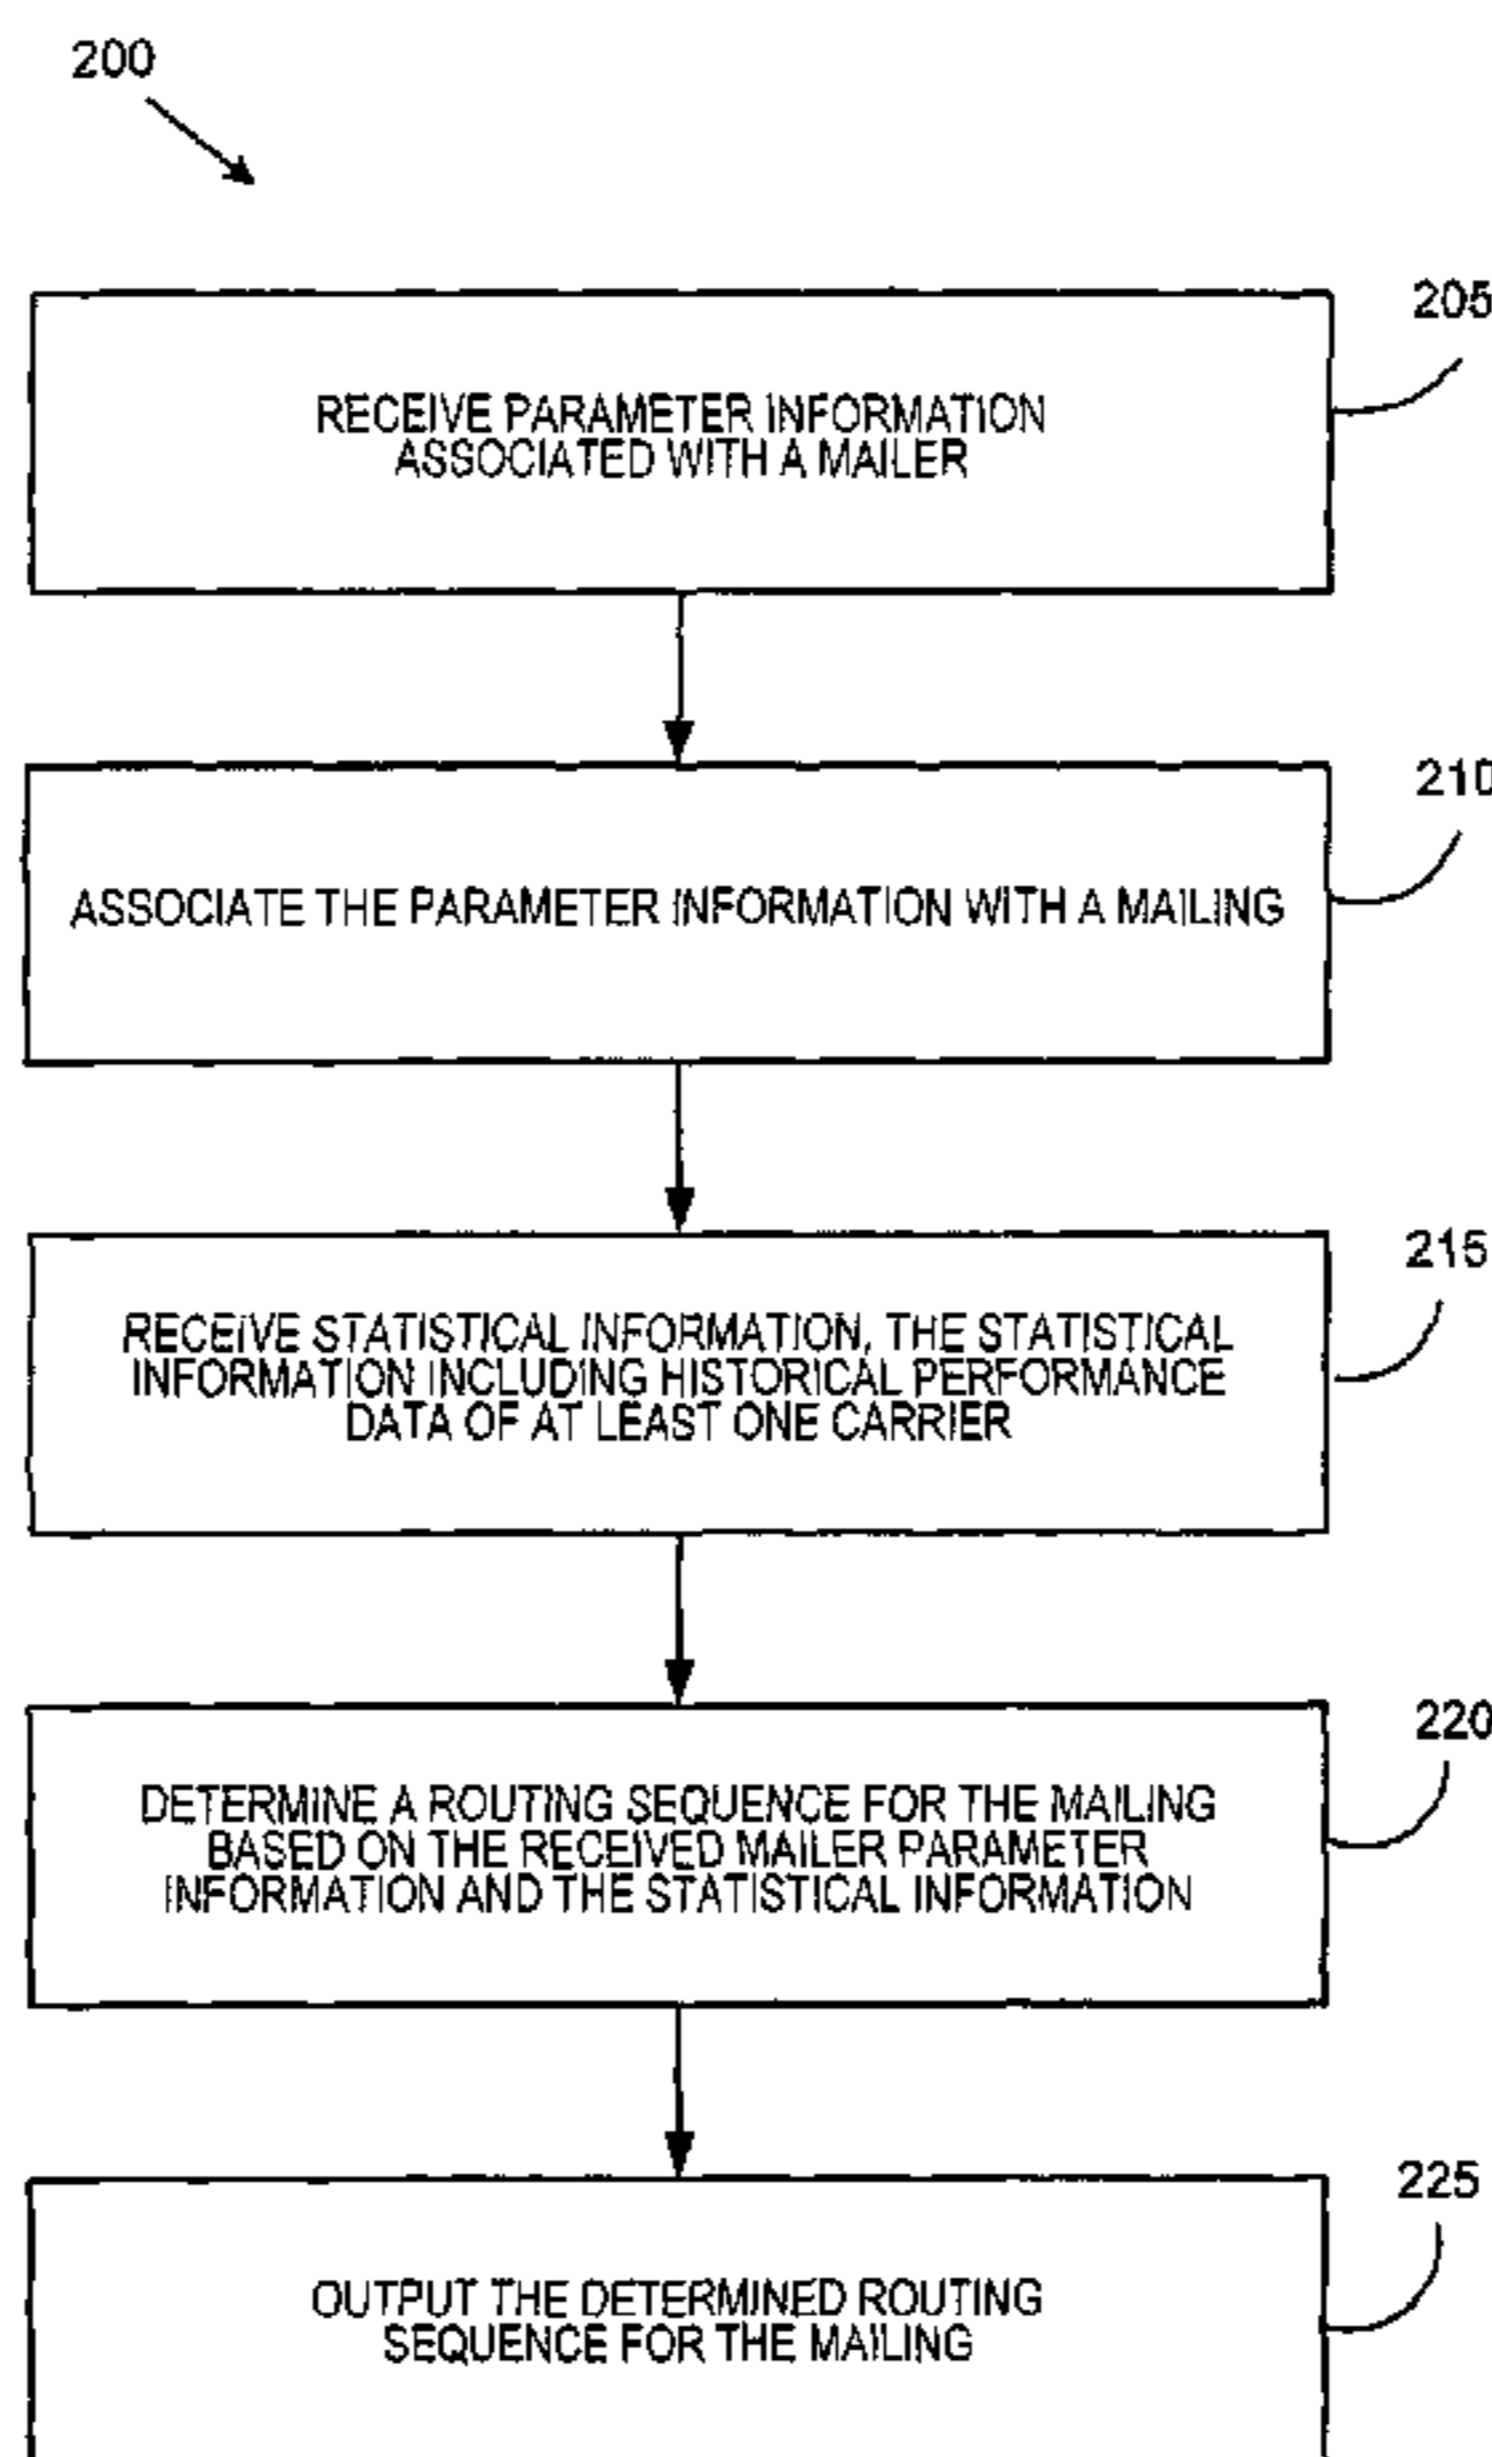 200
205
RECEIVE PARAMETER INFORMATION
ASSOCIATED WITH A MAILER
210
ASSOCIATE THE PARAMETER INFORMATION WITH A MAILING
215
RECEIVE STATISTICAL INFORMATION, THE STATISTICAL
INFORMATION INCLUDING HISTORICAL PERFORMANCE
DATA OF AT LEAST ONE CARRIER
220
DETERMINE A ROUTING SEQUENCE FOR THE MAILING
BASED ON THE RECEIVED MAILER PARAMETER
INFORMATION AND THE STATISTICAL INFORMATION
225
OUTPUT THE DETERMINED ROUTING
SEQUENCE FOR THE MAILING